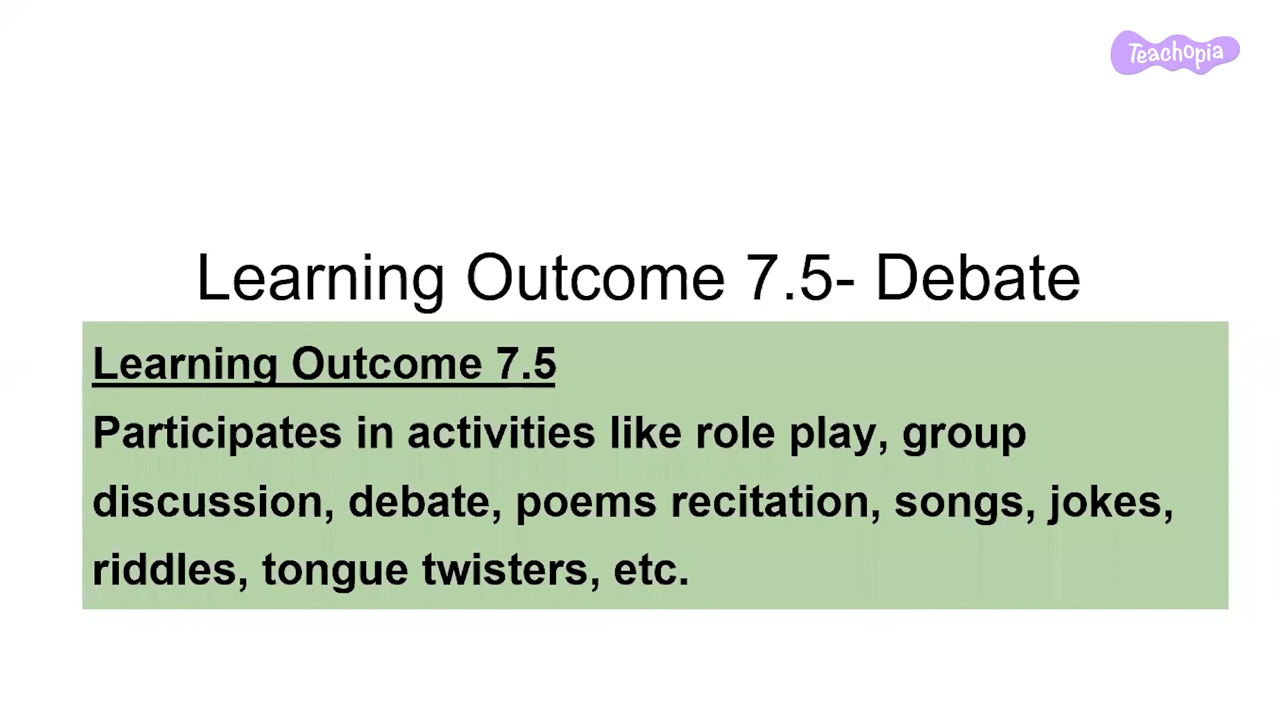 Teachopia
Learning Outcome 7.5- Debate
Learning Outcome 7.5
Participates in activities like role play, group
discussion, debate, poems recitation, songs, jokes,
riddles, tongue twisters, etc.